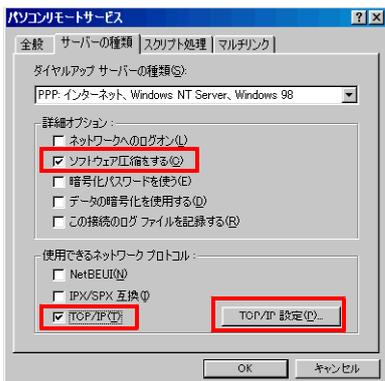 パソコンリモートサービス
全般 サーバーの種類 スクリプト処理 マルチリンク
ダイヤルアップ サーバーの種類(S):
PPP: インターネット、Windows NT Server、Windows 98
詳細オプション:
ネットワークへのログオン(L)
ソフトウェア圧縮をする(C)
暗号化パスワードを使う(E)
データの暗号化を使用する(D)
この接続のログ ファイルを記録する(R)
使用できるネットワーク プロトコル:
NetBEUI(N)
IPX/SPX 互換(I)
TCP/IP(T)
TCP/IP 設定(P)...
OK キャンセル